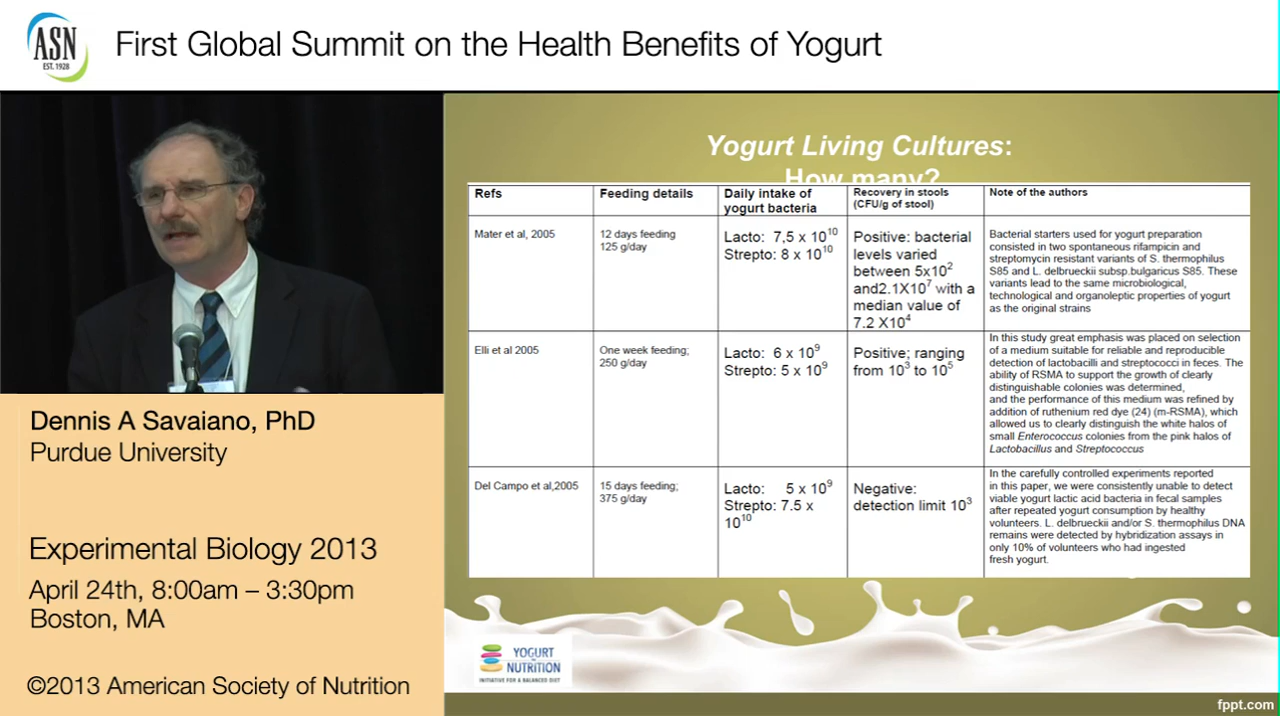 ASN
EST. 1928
First Global Summit on the Health Benefits of Yogurt
Dennis A Savaiano, PhD
Purdue University
Experimental Biology 2013
April 24th, 8:00am – 3:30pm
Boston, MA
©2013 American Society of Nutrition
Yogurt Living Cultures:
How many?
Refs
Feeding details
Daily intake of
yogurt bacteria
Recovery in stools
(CFU/g of stool)
Note of the authors
Mater et al, 2005
12 days feeding
125 g/day
Lacto: 7,5 x 10¹⁰
Strepto: 8 x 10¹⁰
Positive: bacterial
levels varied
between 5x10²
and2.1X10⁷ with a
median value of
7.2 X10⁴
Bacterial starters used for yogurt preparation
consisted in two spontaneous rifampicin and
streptomycin resistant variants of S. thermophilus
S85 and L. delbrueckii subsp.bulgaricus S85. These
variants lead to the same microbiological,
technological and organoleptic properties of yogurt
as the original strains
Elli et al 2005
One week feeding;
250 g/day
Lacto: 6 x 10⁹
Strepto: 5 x 10⁹
Positive; ranging
from 10³ to 10⁵
In this study great emphasis was placed on selection
of a medium suitable for reliable and reproducible
detection of lactobacilli and streptococci in feces. The
ability of RSMA to support the growth of clearly
distinguishable colonies was determined,
and the performance of this medium was refined by
addition of ruthenium red dye (24) (m-RSMA), which
allowed us to clearly distinguish the white halos of
small Enterococcus colonies from the pink halos of
Lactobacillus and Streptococcus
Del Campo et al,2005
15 days feeding;
375 g/day
Lacto: 5 x 10⁹
Strepto: 7.5 x
10¹⁰
Negative:
detection limit 10³
In the carefully controlled experiments reported
in this paper, we were consistently unable to detect
viable yogurt lactic acid bacteria in fecal samples
after repeated yogurt consumption by healthy
volunteers. L. delbrueckii and/or S. thermophilus DNA
remains were detected by hybridization assays in
only 10% of volunteers who had ingested
fresh yogurt.
YOGURT
IN
NUTRITION
INITIATIVE FOR A BALANCED DIET
fppt.com